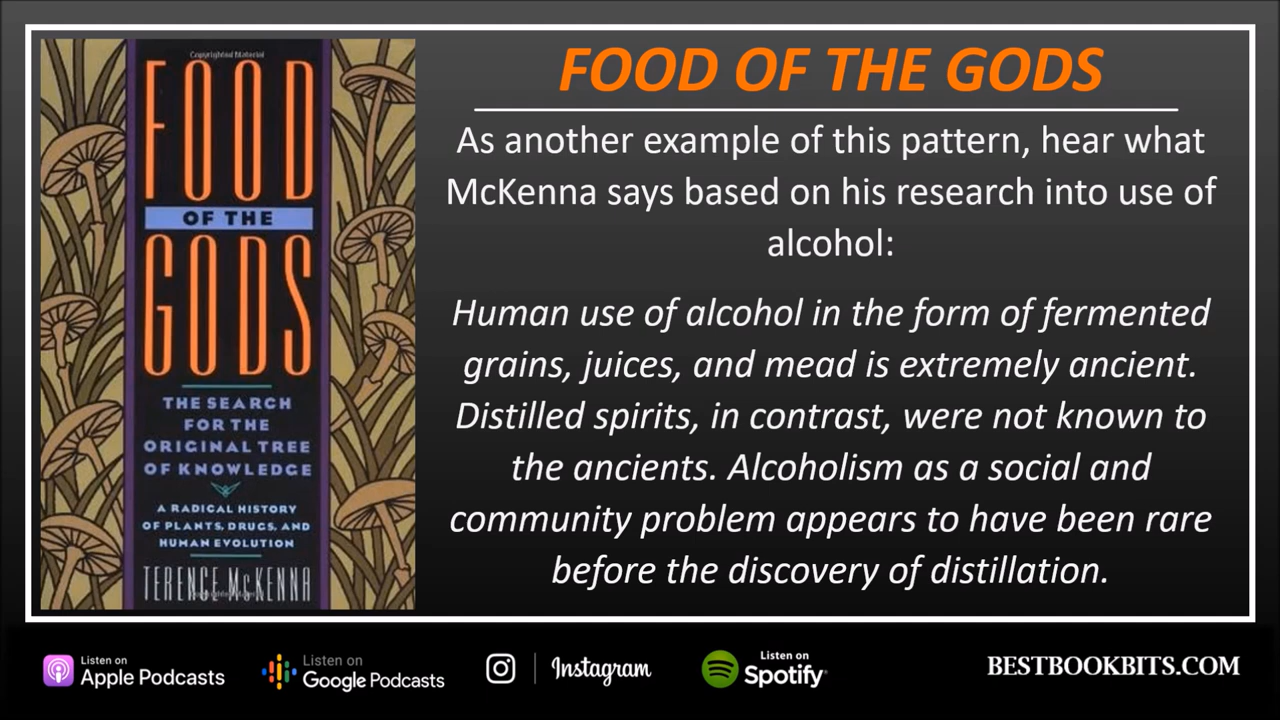 Copyrighted Material
FOOD
OF THE
GODS
THE SEARCH
FOR THE
ORIGINAL TREE
OF KNOWLEDGE
A RADICAL HISTORY
OF PLANTS, DRUGS, AND
HUMAN EVOLUTION
TERENCE McKENNA
FOOD OF THE GODS
As another example of this pattern, hear what
McKenna says based on his research into use of
alcohol:
Human use of alcohol in the form of fermented
grains, juices, and mead is extremely ancient.
Distilled spirits, in contrast, were not known to
the ancients. Alcoholism as a social and
community problem appears to have been rare
before the discovery of distillation.
Listen on
Apple Podcasts
Listen on
Google Podcasts
Instagram
Listen on
Spotify
BESTBOOKBITS.COM